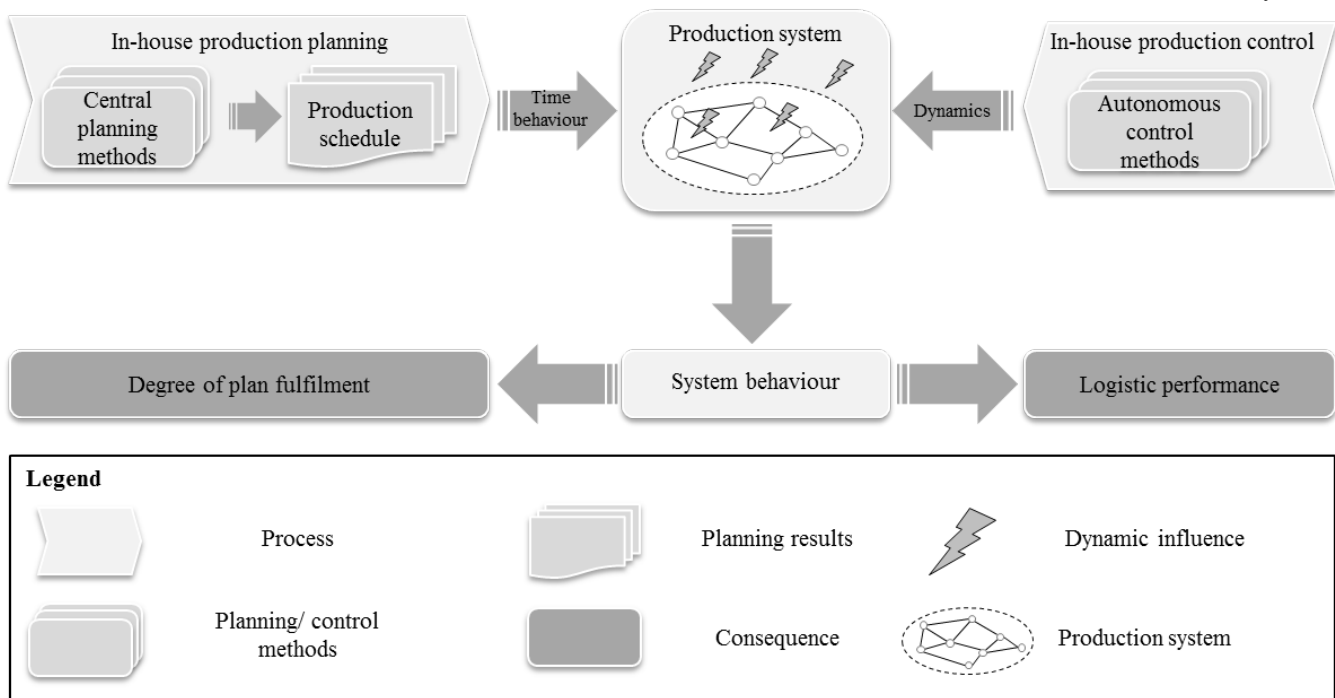 In-house production planning
Central
planning
methods
Production
schedule
Time
behaviour
Production system
Dynamics
In-house production control
Autonomous
control
methods
Degree of plan fulfilment
System behaviour
Logistic performance
Legend
Process
Planning results
Dynamic influence
Planning/ control
methods
Consequence
Production system